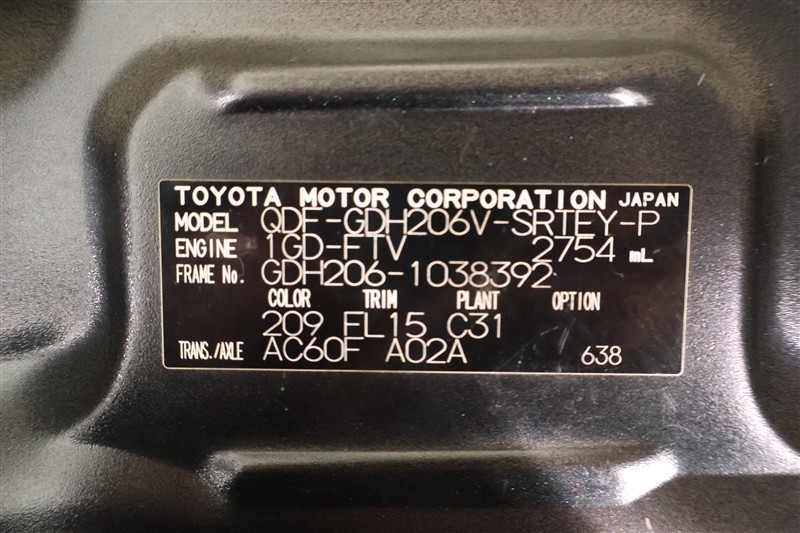 TOYOTA MOTOR CORPORATION JAPAN
MODEL QDF-GDH206V-SRTEY-P
ENGINE 1GD-FTV 2754 mL
FRAME No. GDH206-1038392
COLOR TRIM PLANT OPTION
209 FL15 C31
TRANS./AXLE AC60F A02A 638